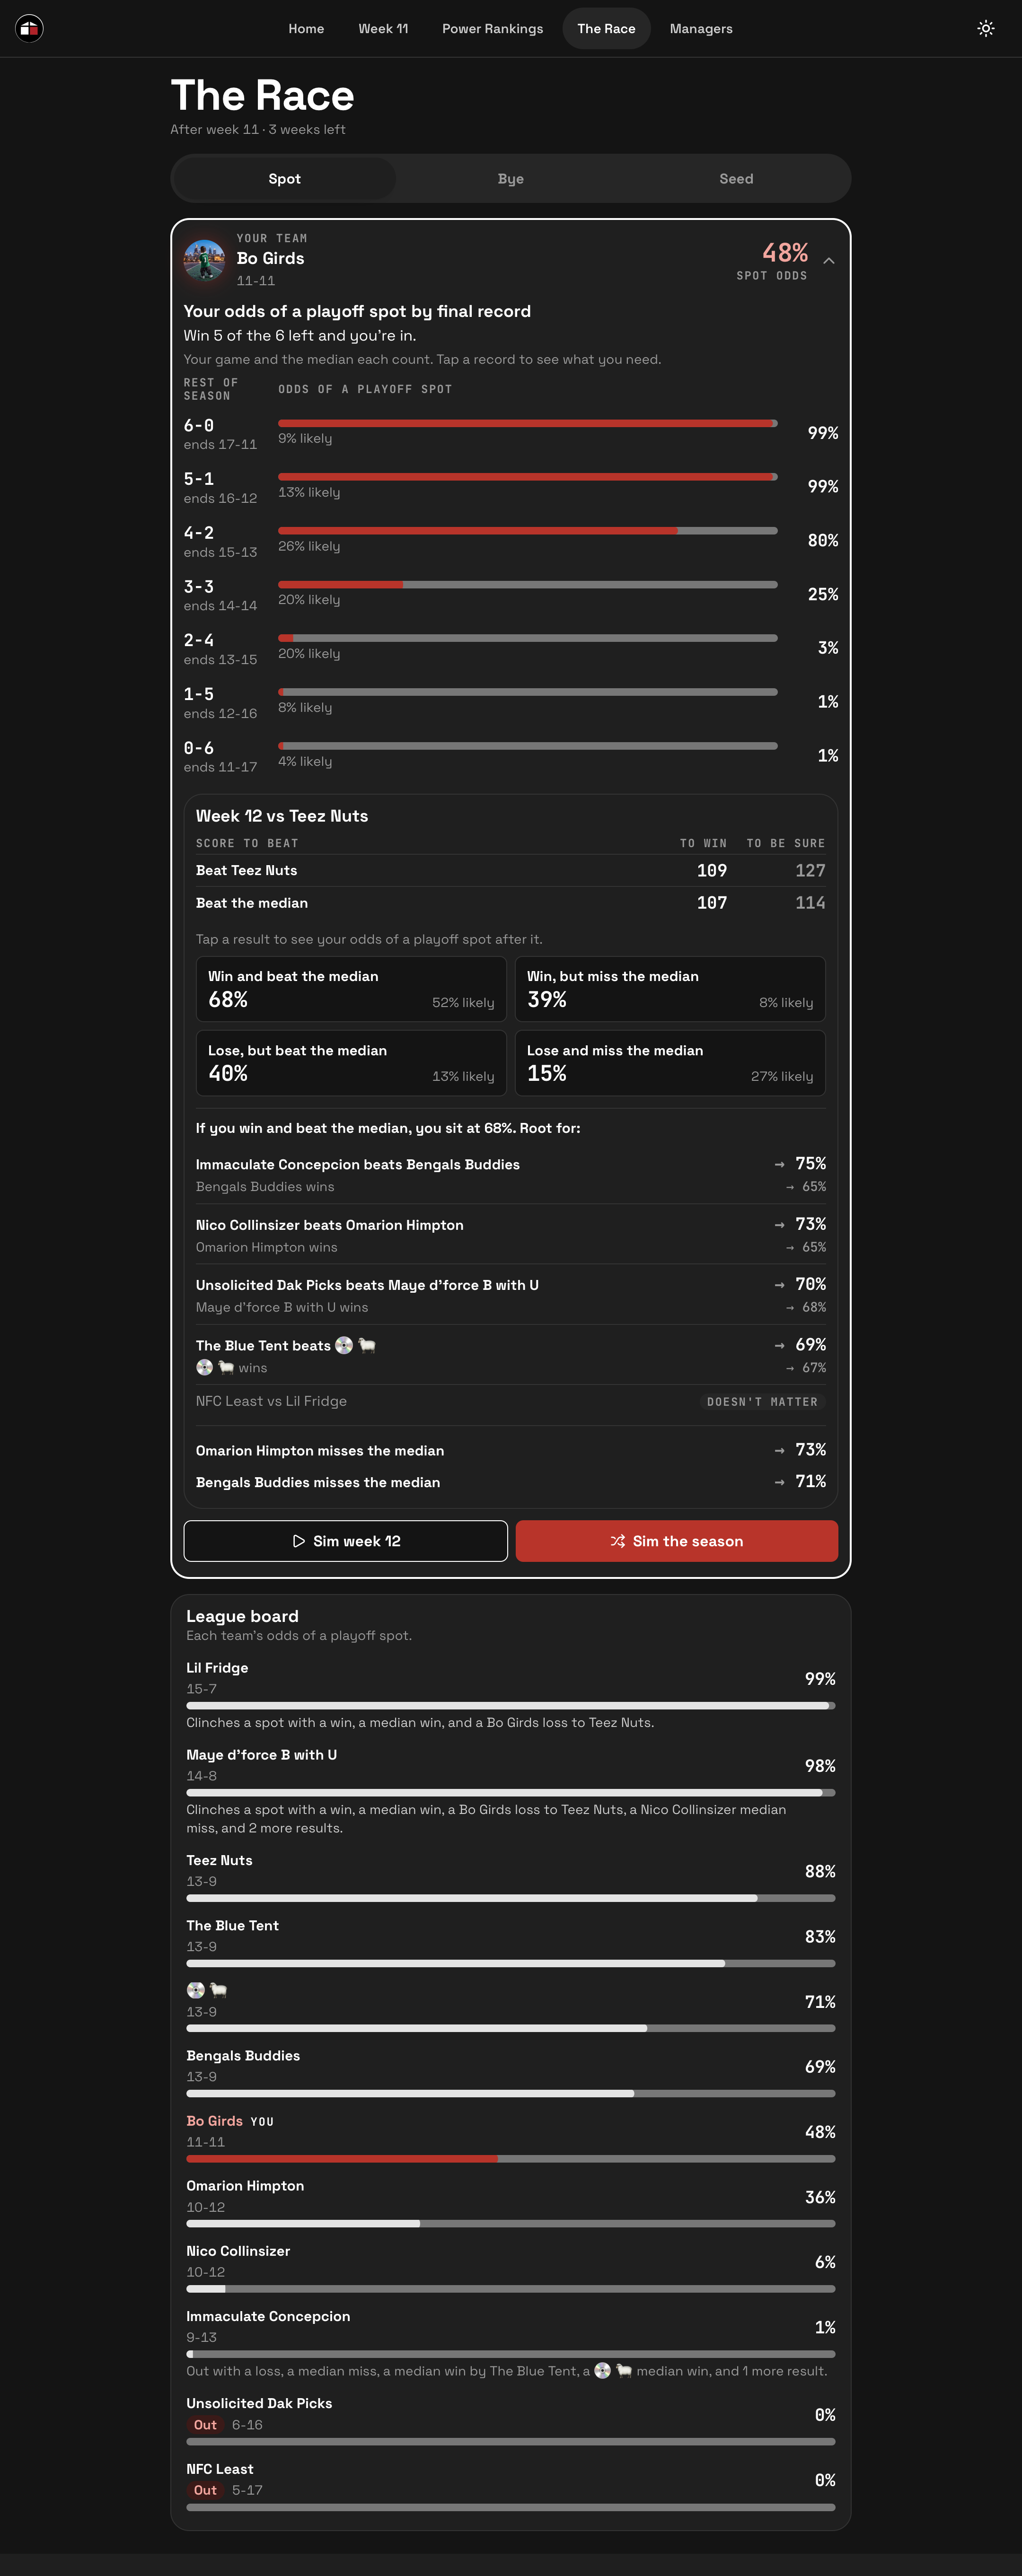 Home Week 11 Power Rankings The Race Managers
The Race
After week 11 · 3 weeks left
Spot Bye Seed
YOUR TEAM
Bo Girds
11-11
48%
SPOT ODDS
Your odds of a playoff spot by final record
Win 5 of the 6 left and you're in.
Your game and the median each count. Tap a record to see what you need.
REST OF SEASON
ODDS OF A PLAYOFF SPOT
6-0
ends 17-11
9% likely
99%
5-1
ends 16-12
13% likely
99%
4-2
ends 15-13
26% likely
80%
3-3
ends 14-14
20% likely
25%
2-4
ends 13-15
20% likely
3%
1-5
ends 12-16
8% likely
1%
0-6
ends 11-17
4% likely
1%
Week 12 vs Teez Nuts
SCORE TO BEAT TO WIN TO BE SURE
Beat Teez Nuts 109 127
Beat the median 107 114
Tap a result to see your odds of a playoff spot after it.
Win and beat the median
68% 52% likely
Win, but miss the median
39% 8% likely
Lose, but beat the median
40% 13% likely
Lose and miss the median
15% 27% likely
If you win and beat the median, you sit at 68%. Root for:
Immaculate Concepcion beats Bengals Buddies → 75%
Bengals Buddies wins → 65%
Nico Collinsizer beats Omarion Himpton → 73%
Omarion Himpton wins → 65%
Unsolicited Dak Picks beats Maye d'force B with U → 70%
Maye d'force B with U wins → 68%
The Blue Tent beats 💿 🐑 → 69%
💿 🐑 wins → 67%
NFC Least vs Lil Fridge DOESN'T MATTER
Omarion Himpton misses the median → 73%
Bengals Buddies misses the median → 71%
Sim week 12
Sim the season
League board
Each team's odds of a playoff spot.
Lil Fridge
15-7
99%
Clinches a spot with a win, a median win, and a Bo Girds loss to Teez Nuts.
Maye d'force B with U
14-8
98%
Clinches a spot with a win, a median win, a Bo Girds loss to Teez Nuts, a Nico Collinsizer median
miss, and 2 more results.
Teez Nuts
13-9
88%
The Blue Tent
13-9
83%
💿 🐑
13-9
71%
Bengals Buddies
13-9
69%
Bo Girds YOU
11-11
48%
Omarion Himpton
10-12
36%
Nico Collinsizer
10-12
6%
Immaculate Concepcion
9-13
1%
Out with a loss, a median miss, a median win by The Blue Tent, a 💿 🐑 median win, and 1 more result.
Unsolicited Dak Picks
Out 6-16
0%
NFC Least
Out 5-17
0%